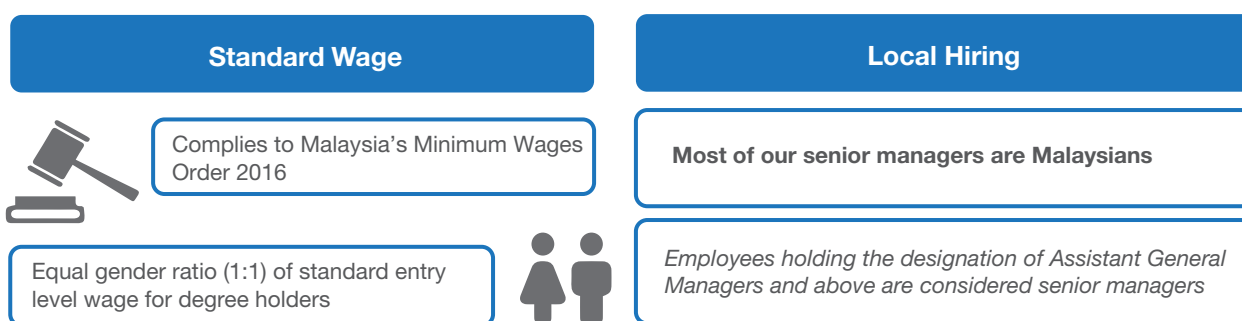 Standard Wage
Complies to Malaysia’s Minimum Wages
Order 2016
Equal gender ratio (1:1) of standard entry
level wage for degree holders
Local Hiring
Most of our senior managers are Malaysians
Employees holding the designation of Assistant General
Managers and above are considered senior managers